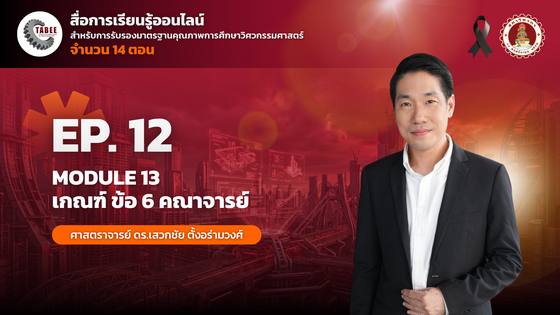 TABEE
สื่อการเรียนรู้ออนไลน์
สำหรับการรับรองมาตรฐานคุณภาพการศึกษาวิศวกรรมศาสตร์
จำนวน 14 ตอน
EP. 12
MODULE 13
เกณฑ์ ข้อ 6 คณาจารย์
ศาสตราจารย์ ดร.เสวกชัย ตั้งอร่ามวงศ์